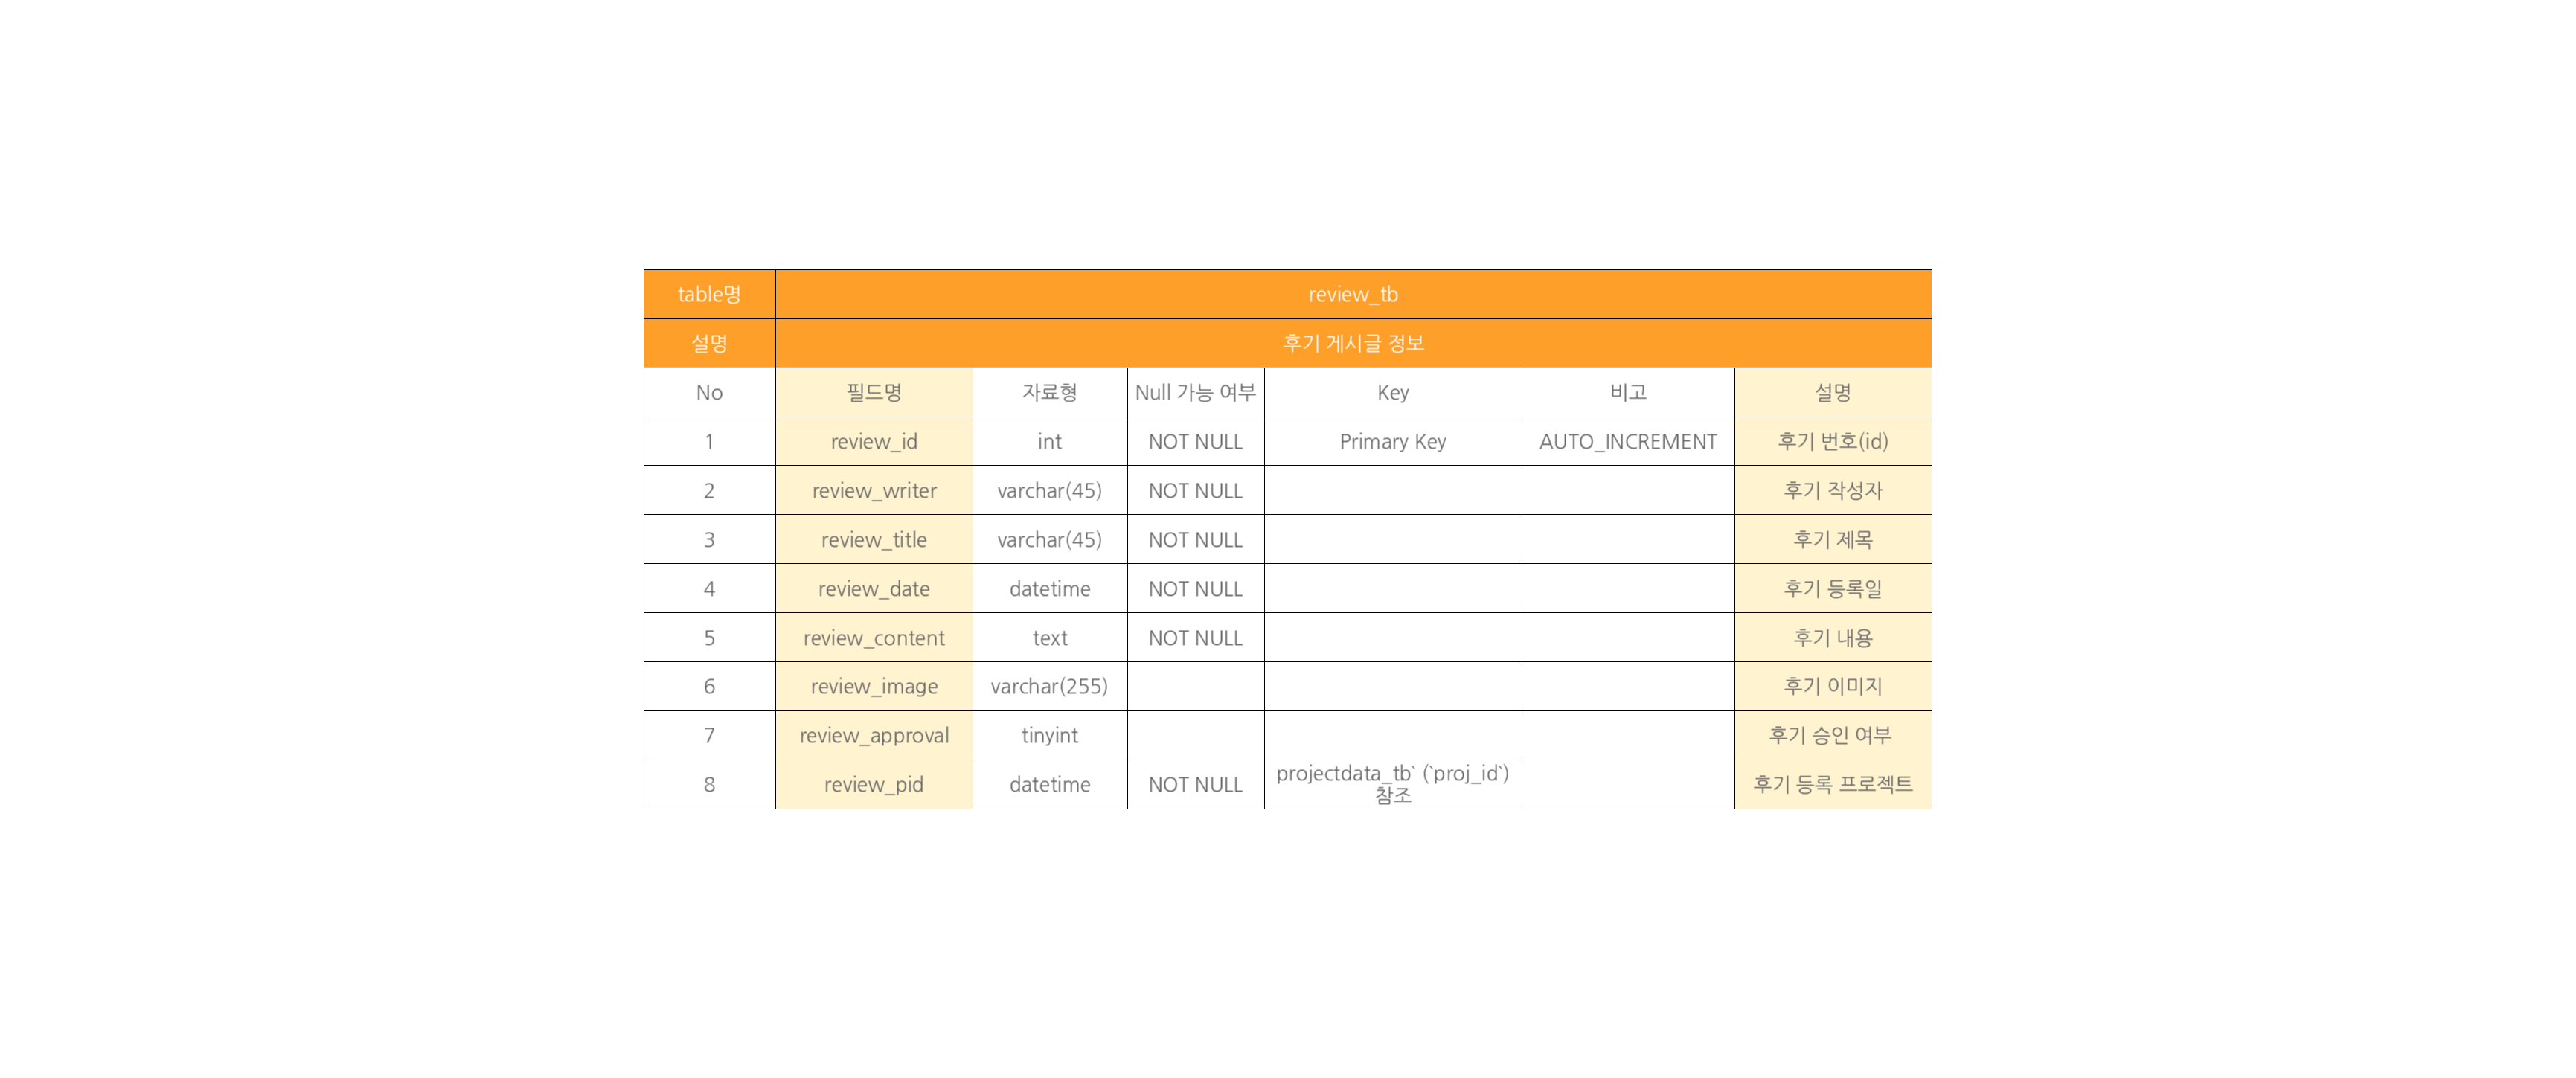 table명 review_tb
설명 후기 게시글 정보
No 필드명 자료형 Null 가능 여부 Key 비고 설명
1 review_id int NOT NULL Primary Key AUTO_INCREMENT 후기 번호(id)
2 review_writer varchar(45) NOT NULL 후기 작성자
3 review_title varchar(45) NOT NULL 후기 제목
4 review_date datetime NOT NULL 후기 등록일
5 review_content text NOT NULL 후기 내용
6 review_image varchar(255) 후기 이미지
7 review_approval tinyint 후기 승인 여부
8 review_pid datetime NOT NULL projectdata_tb` (`proj_id`) 참조 후기 등록 프로젝트